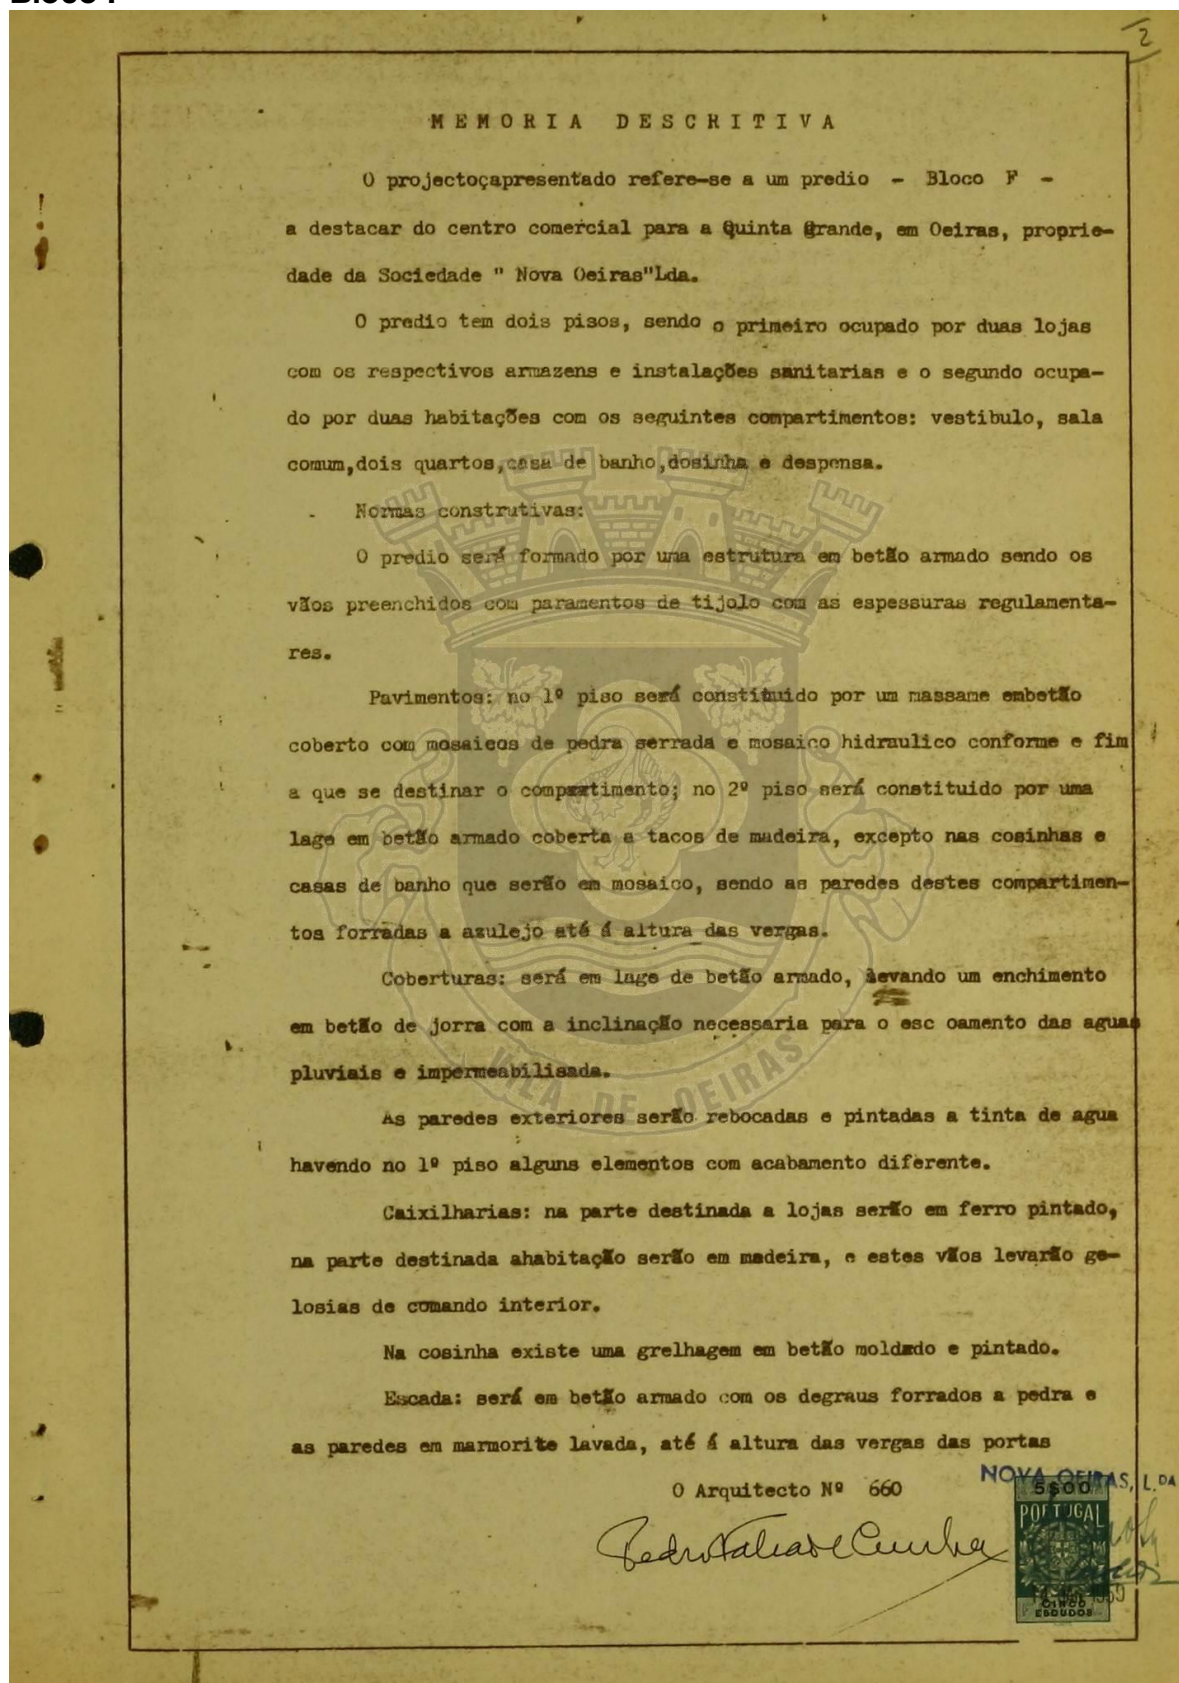 2
MEMORIA DESCRITIVA
O projectoçapresentado refere-se a um predio - Bloco F -
a destacar do centro comercial para a Quinta Grande, em Oeiras, proprie-
dade da Sociedade " Nova Oeiras"Lda.
O predio tem dois pisos, sendo o primeiro ocupado por duas lojas
com os respectivos armazens e instalações sanitarias e o segundo ocupa-
do por duas habitações com os seguintes compartimentos: vestibulo, sala
comum,dois quartos,casa de banho,dosinha e despensa.
- Normas construtivas:
O predio será formado por uma estrutura em betão armado sendo os
vãos preenchidos com paramentos de tijolo com as espessuras regulamenta-
res.
Pavimentos: no 1º piso será constituido por um massame embetão
coberto com mosaicos de pedra serrada e mosaico hidraulico conforme e fim
a que se destinar o compartimento; no 2º piso será constituido por uma
lage em betão armado coberta a tacos de madeira, excepto nas cosinhas e
casas de banho que serão em mosaico, sendo as paredes destes compartimen-
tos forradas a azulejo até á altura das vergas.
Coberturas: será em lage de betão armado, levando um enchimento
em betão de jorra com a inclinação necessaria para o esc oamento das aguas
pluviais e impermeabilisada.
As paredes exteriores serão rebocadas e pintadas a tinta de agua
havendo no 1º piso alguns elementos com acabamento diferente.
Caixilharias: na parte destinada a lojas serão em ferro pintado,
na parte destinada ahabitação serão em madeira, e estes vãos levarão ge-
losias de comando interior.
Na cosinha existe uma grelhagem em betão moldado e pintado.
Escada: será em betão armado com os degraus forrados a pedra e
as paredes em marmorite lavada, até á altura das vergas das portas
O Arquitecto Nº 660
NOVA OEIRAS, L.DA
5$00
PORTUGAL
CINCO
ESCUDOS
VILA DE OEIRAS